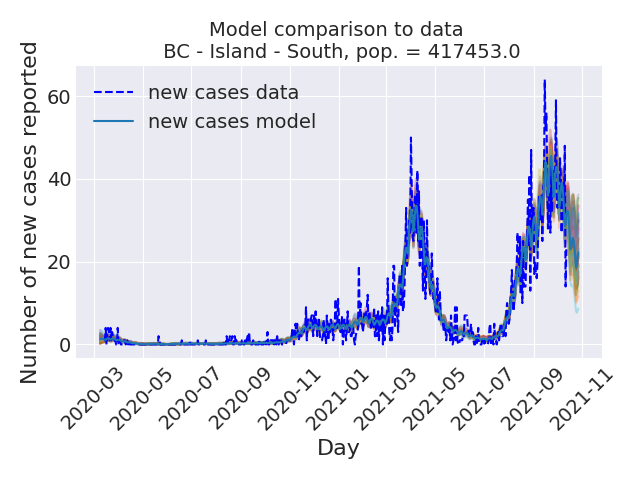 Model comparison to data
BC - Island - South, pop. = 417453.0
Number of new cases reported
60
40
20
0
new cases data
new cases model
2020-03
2020-05
2020-07
2020-09
2020-11
2021-01
2021-03
2021-05
2021-07
2021-09
2021-11
Day